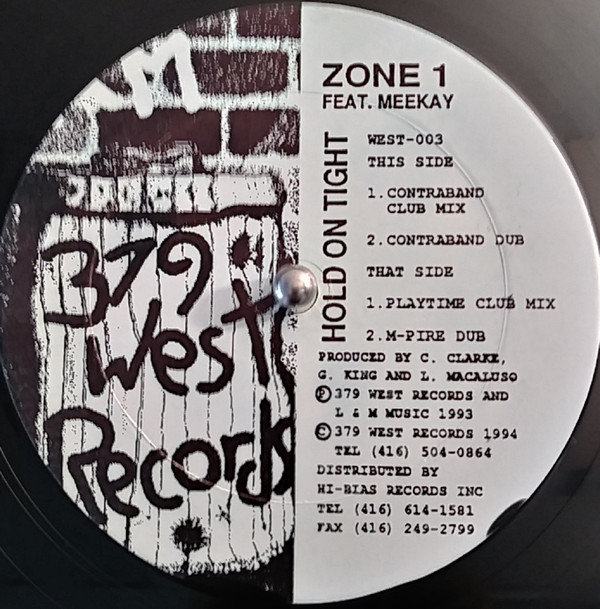 379
West
Records
ZONE 1
FEAT. MEEKAY
HOLD ON TIGHT
WEST-003
THIS SIDE
1. CONTRABAND
CLUB MIX
2. CONTRABAND DUB
THAT SIDE
1. PLAYTIME CLUB MIX
2. M-PIRE DUB
PRODUCED BY C. CLARKE,
G. KING AND L. MACALUSO
℗ 379 WEST RECORDS AND
L & M MUSIC 1993
© 379 WEST RECORDS 1994
TEL (416) 504-0864
DISTRIBUTED BY
HI-BIAS RECORDS INC
TEL (416) 614-1581
FAX (416) 249-2799